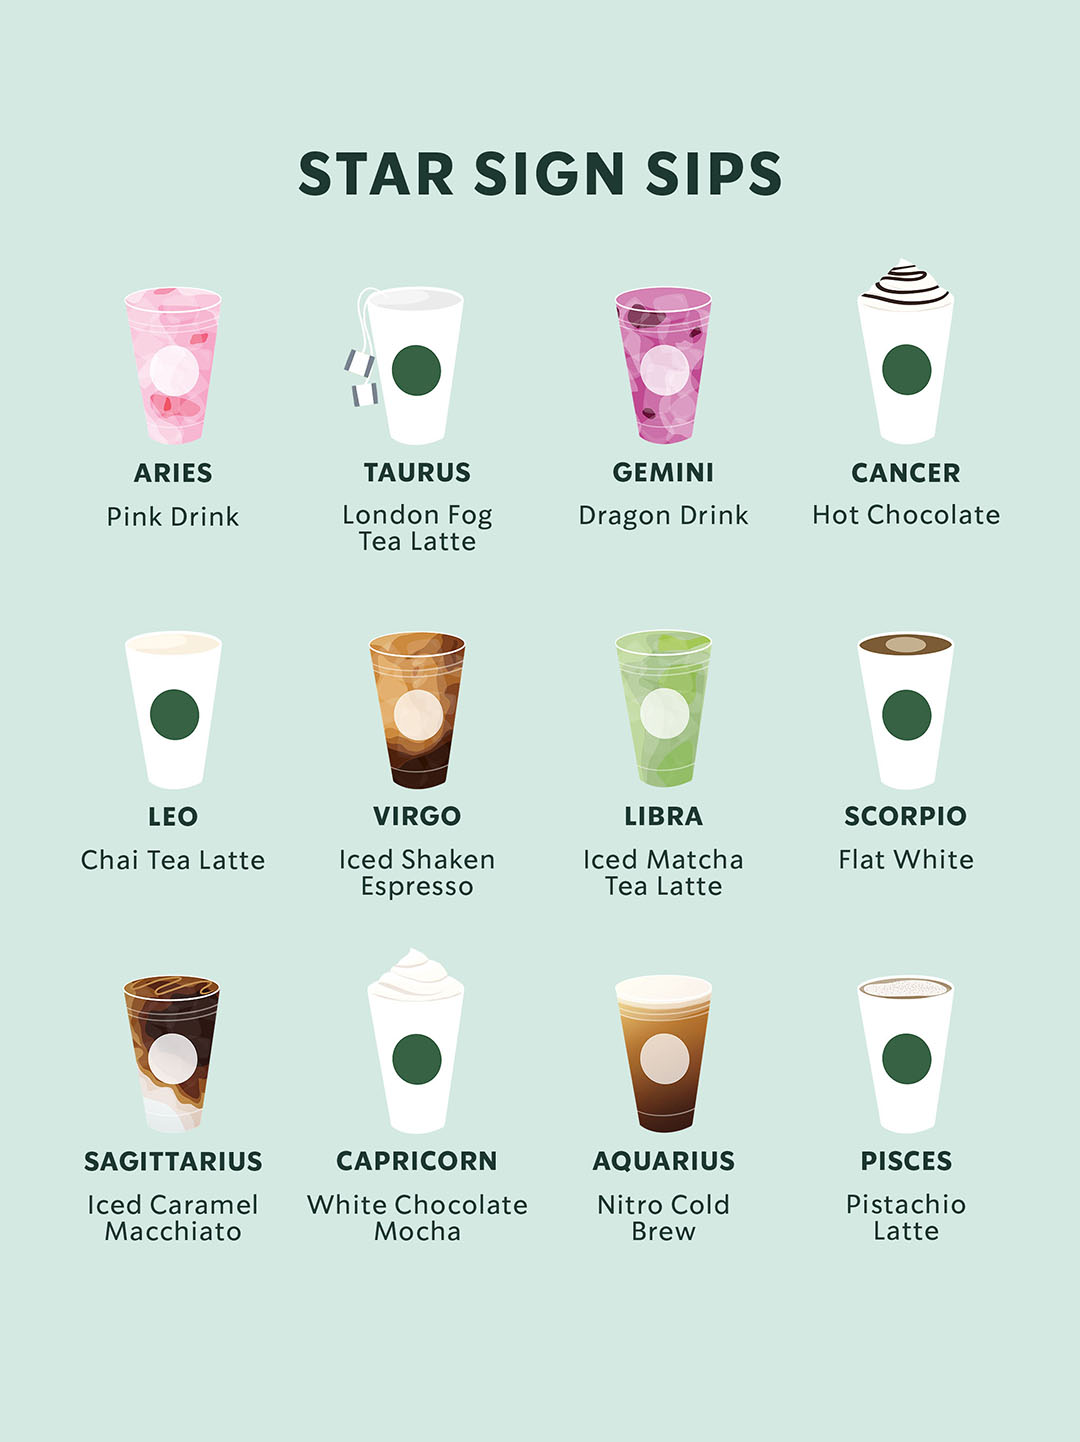 STAR SIGN SIPS
ARIES
Pink Drink
TAURUS
London Fog
Tea Latte
GEMINI
Dragon Drink
CANCER
Hot Chocolate
LEO
Chai Tea Latte
VIRGO
Iced Shaken
Espresso
LIBRA
Iced Matcha
Tea Latte
SCORPIO
Flat White
SAGITTARIUS
Iced Caramel
Macchiato
CAPRICORN
White Chocolate
Mocha
AQUARIUS
Nitro Cold
Brew
PISCES
Pistachio
Latte